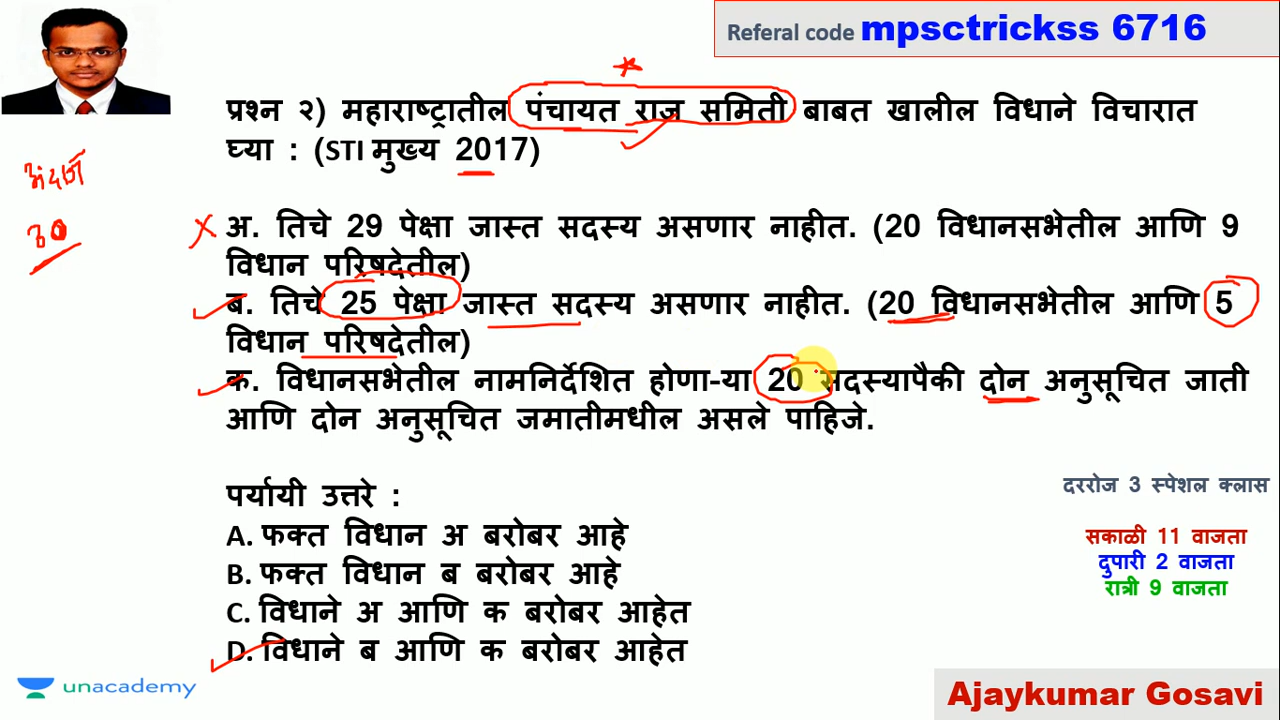 Referal code mpsctrickss 6716
प्रश्न २) महाराष्ट्रातील पंचायत राज समिती बाबत खालील विधाने विचारात
घ्या : (STI मुख्य 2017)
अंदाजे
30
अ. तिचे 29 पेक्षा जास्त सदस्य असणार नाहीत. (20 विधानसभेतील आणि 9
विधान परिषदेतील)
ब. तिचे 25 पेक्षा जास्त सदस्य असणार नाहीत. (20 विधानसभेतील आणि 5
विधान परिषदेतील)
क. विधानसभेतील नामनिर्देशित होणा-या 20 सदस्यापैकी दोन अनुसूचित जाती
आणि दोन अनुसूचित जमातीमधील असले पाहिजे.
पर्यायी उत्तरे :
A. फक्त विधान अ बरोबर आहे
B. फक्त विधान ब बरोबर आहे
C. विधाने अ आणि क बरोबर आहेत
D. विधाने ब आणि क बरोबर आहेत
दररोज 3 स्पेशल क्लास
सकाळी 11 वाजता
दुपारी 2 वाजता
रात्री 9 वाजता
unacademy
Ajaykumar Gosavi